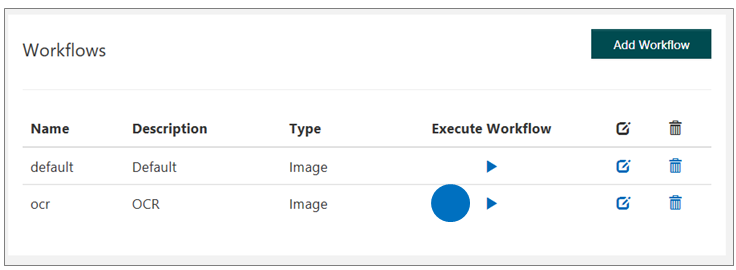 Workflows
Add Workflow
Name Description Type Execute Workflow
default Default Image
ocr OCR Image